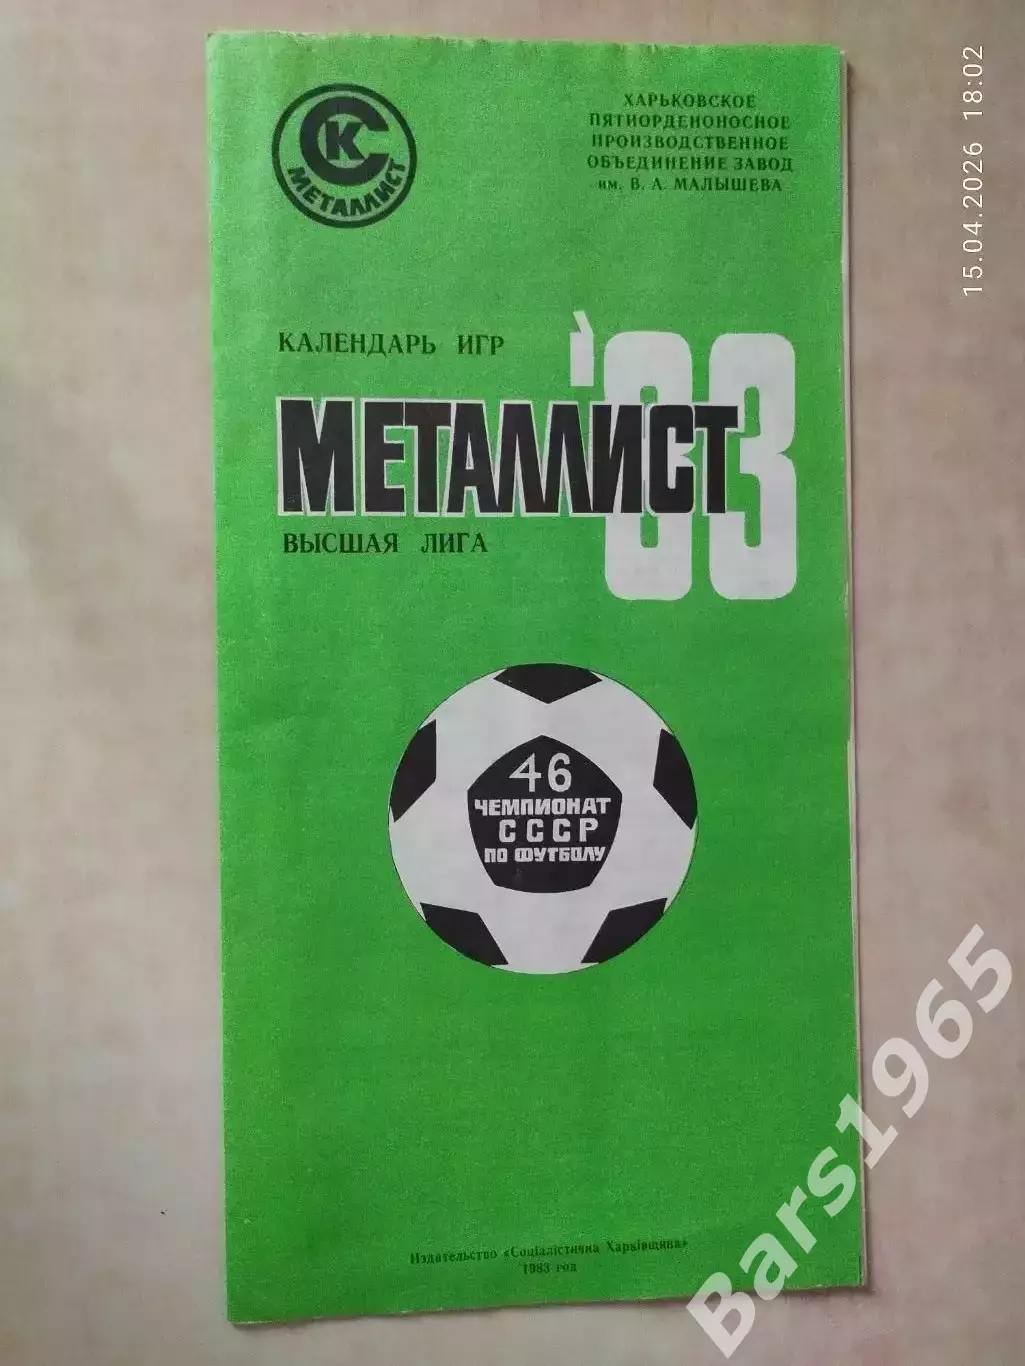 СК
МЕТАЛЛИСТ
ХАРЬКОВСКОЕ
ПЯТИОРДЕНОНОСНОЕ
ПРОИЗВОДСТВЕННОЕ
ОБЪЕДИНЕНИЕ ЗАВОД
им. В. А. МАЛЫШЕВА
КАЛЕНДАРЬ ИГР
МЕТАЛЛИСТ '83
ВЫСШАЯ ЛИГА
46
ЧЕМПИОНАТ
СССР
ПО ФУТБОЛУ
Издательство «Соціалістична Харківщина»
1983 год
15.04.2026 18:02
Bars1965